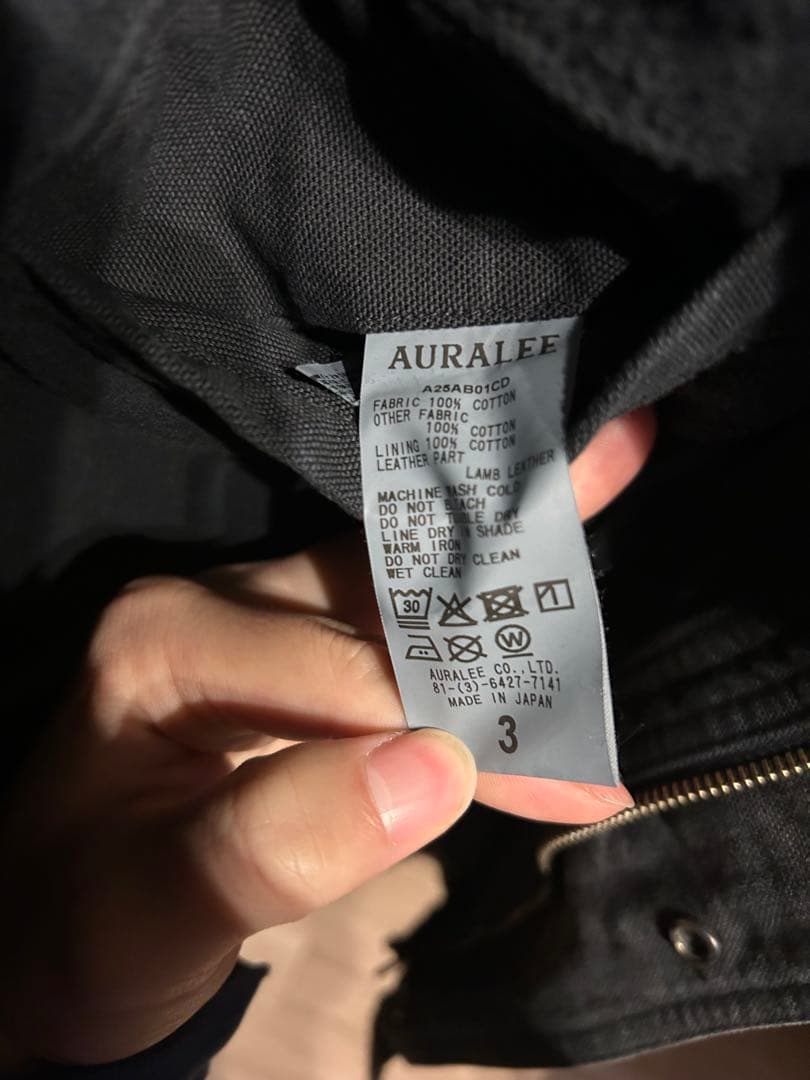 AURALEE
A25AB01CD
FABRIC 100% COTTON
OTHER FABRIC
100% COTTON
LINING 100% COTTON
LEATHER PART
LAMB LEATHER
MACHINE WASH COLD
DO NOT BLEACH
DO NOT TUMBLE DRY
LINE DRY IN SHADE
WARM IRON
DO NOT DRY CLEAN
WET CLEAN
30
W
AURALEE CO.,LTD.
81-(3)-6427-7141
MADE IN JAPAN
3